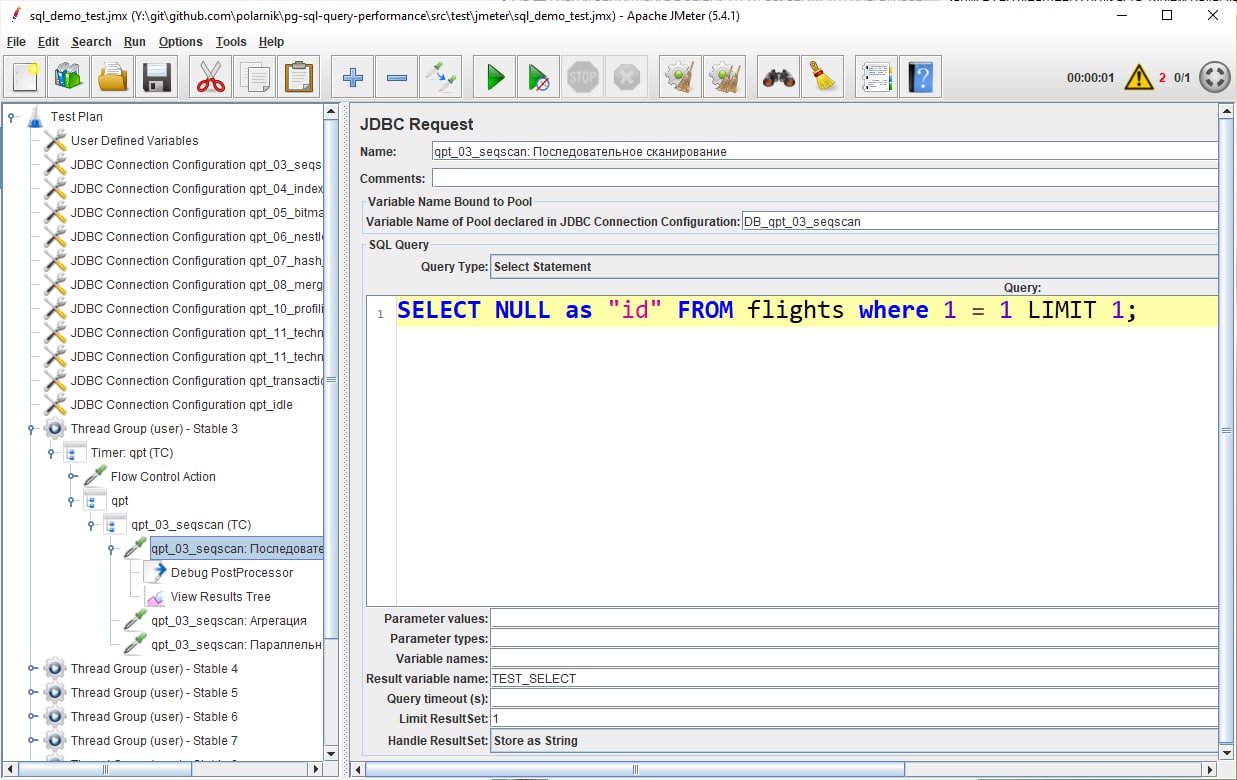 sql_demo_test.jmx (Y:\git\github.com\polarnik\pg-sql-query-performance\src\test\jmeter\sql_demo_test.jmx) - Apache JMeter (5.4.1)
File Edit Search Run Options Tools Help
STOP
00:00:01 2 0/1
Test Plan
User Defined Variables
JDBC Connection Configuration qpt_03_seqs
JDBC Connection Configuration qpt_04_index
JDBC Connection Configuration qpt_05_bitma
JDBC Connection Configuration qpt_06_nestl
JDBC Connection Configuration qpt_07_hash_
JDBC Connection Configuration qpt_08_merg
JDBC Connection Configuration qpt_10_profili
JDBC Connection Configuration qpt_11_techn
JDBC Connection Configuration qpt_11_techn
JDBC Connection Configuration qpt_transactio
JDBC Connection Configuration qpt_idle
Thread Group (user) - Stable 3
Timer: qpt (TC)
Flow Control Action
qpt
qpt_03_seqscan (TC)
qpt_03_seqscan: Последовате
Debug PostProcessor
View Results Tree
qpt_03_seqscan: Агрегация
qpt_03_seqscan: Параллельн
Thread Group (user) - Stable 4
Thread Group (user) - Stable 5
Thread Group (user) - Stable 6
Thread Group (user) - Stable 7
JDBC Request
Name: qpt_03_seqscan: Последовательное сканирование
Comments:
Variable Name Bound to Pool
Variable Name of Pool declared in JDBC Connection Configuration: DB_qpt_03_seqscan
SQL Query
Query Type: Select Statement
Query:
1 SELECT NULL as "id" FROM flights where 1 = 1 LIMIT 1;
Parameter values:
Parameter types:
Variable names:
Result variable name: TEST_SELECT
Query timeout (s):
Limit ResultSet: 1
Handle ResultSet: Store as String